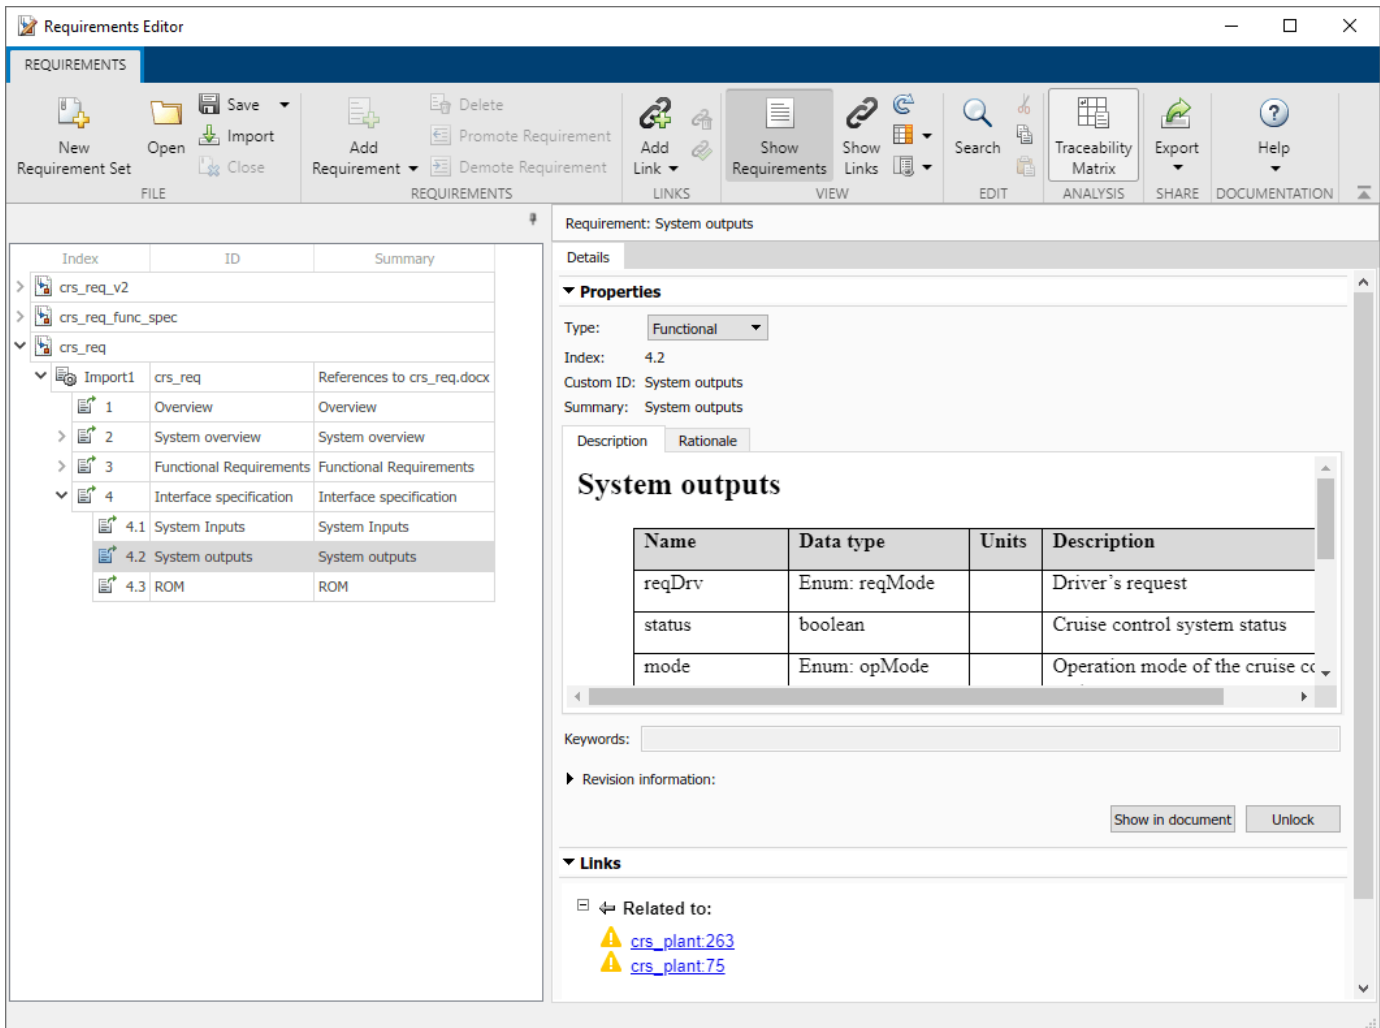 Requirements Editor
REQUIREMENTS
New
Requirement Set
Open
Save
Import
Close
FILE
Add
Requirement
Delete
Promote Requirement
Demote Requirement
REQUIREMENTS
Add
Link
LINKS
Show
Requirements
Show
Links
VIEW
Search
EDIT
Traceability
Matrix
ANALYSIS
Export
SHARE
Help
DOCUMENTATION
Index ID Summary
crs_req_v2
crs_req_func_spec
crs_req
Import1 crs_req References to crs_req.docx
1 Overview Overview
2 System overview System overview
3 Functional Requirements Functional Requirements
4 Interface specification Interface specification
4.1 System Inputs System Inputs
4.2 System outputs System outputs
4.3 ROM ROM
Requirement: System outputs
Details
Properties
Type: Functional
Index: 4.2
Custom ID: System outputs
Summary: System outputs
Description Rationale
System outputs
Name Data type Units Description
reqDrv Enum: reqMode Driver’s request
status boolean Cruise control system status
mode Enum: opMode Operation mode of the cruise
Keywords:
Revision information:
Show in document Unlock
Links
Related to:
crs_plant:263
crs_plant:75